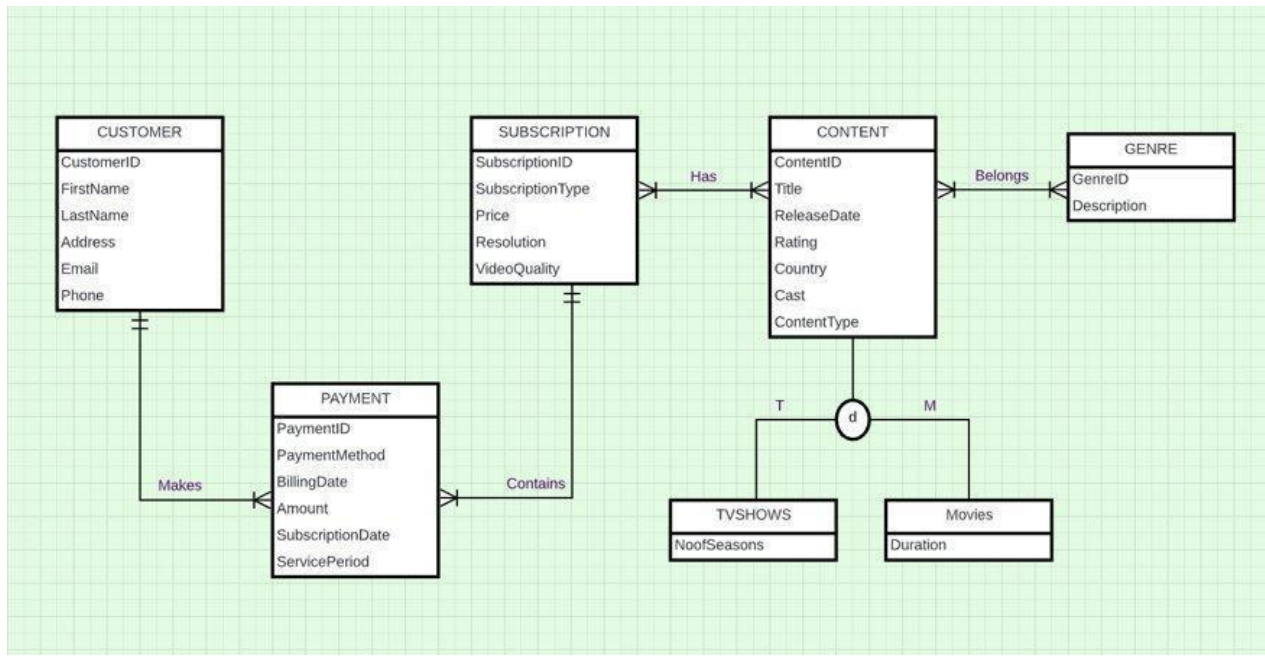 CUSTOMER
CustomerID
FirstName
LastName
Address
Email
Phone
SUBSCRIPTION
SubscriptionID
SubscriptionType
Price
Resolution
VideoQuality
Has
CONTENT
ContentID
Title
ReleaseDate
Rating
Country
Cast
ContentType
Belongs
GENRE
GenreID
Description
Makes
PAYMENT
PaymentID
PaymentMethod
BillingDate
Amount
SubscriptionDate
ServicePeriod
Contains
T
d
M
TVSHOWS
NoofSeasons
Movies
Duration